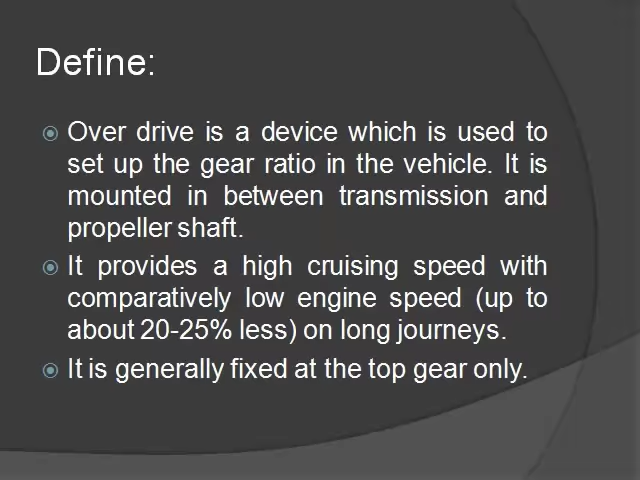 Define:
Over drive is a device which is used to
set up the gear ratio in the vehicle. It is
mounted in between transmission and
propeller shaft.
It provides a high cruising speed with
comparatively low engine speed (up to
about 20-25% less) on long journeys.
It is generally fixed at the top gear only.